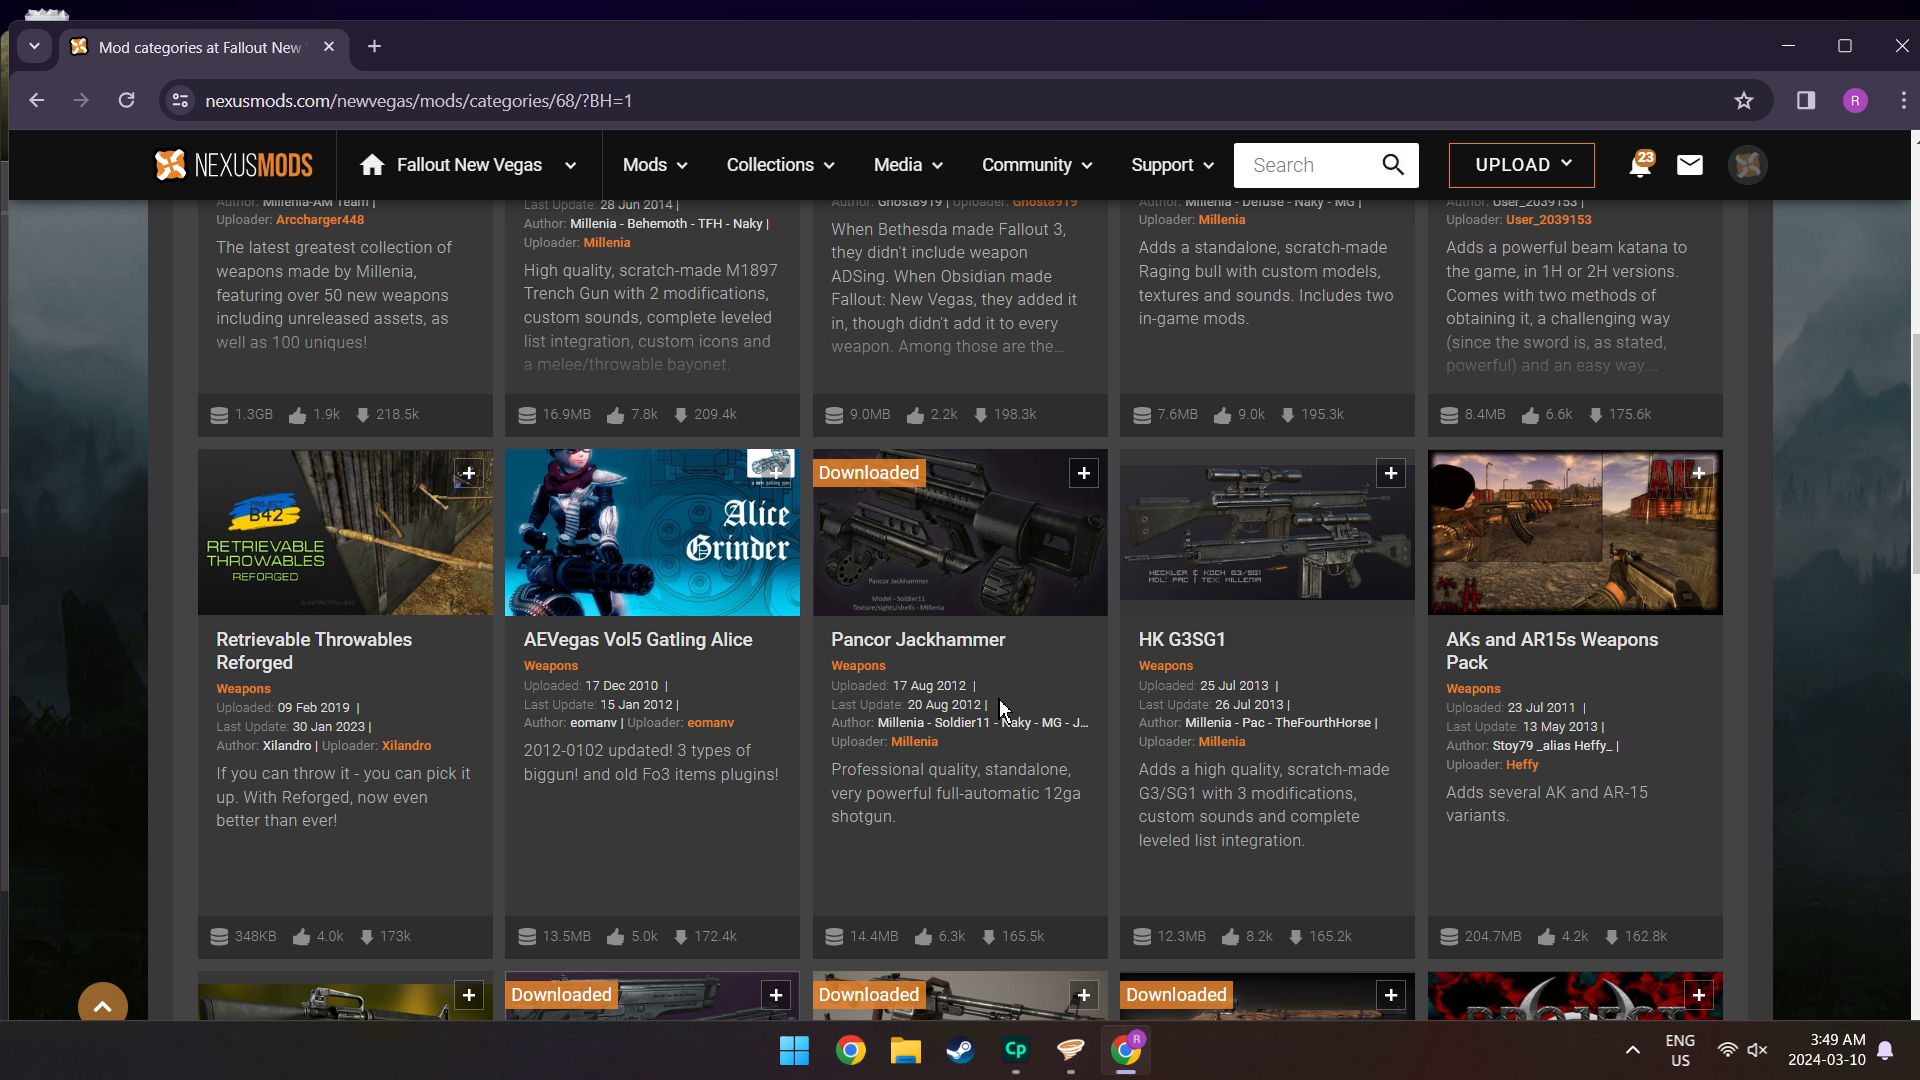 Mod categories at Fallout New
nexusmods.com/newvegas/mods/categories/68/?BH=1
R
NEXUSMODS
Fallout New Vegas
Mods
Collections
Media
Community
Support
Search
UPLOAD
23
Author: Millenia-AM Team |
Uploader: Arccharger448
The latest greatest collection of
weapons made by Millenia,
featuring over 50 new weapons
including unreleased assets, as
well as 100 uniques!
1.3GB 1.9k 218.5k
Last Update: 28 Jun 2014 |
Author: Millenia - Behemoth - TFH - Naky |
Uploader: Millenia
High quality, scratch-made M1897
Trench Gun with 2 modifications,
custom sounds, complete leveled
list integration, custom icons and
a melee/throwable bayonet.
16.9MB 7.8k 209.4k
Author: Ghost8919 | Uploader: Ghost8919
When Bethesda made Fallout 3,
they didn't include weapon
ADSing. When Obsidian made
Fallout: New Vegas, they added it
in, though didn't add it to every
weapon. Among those are the...
9.0MB 2.2k 198.3k
Author: Millenia - Defuse - Naky - MG |
Uploader: Millenia
Adds a standalone, scratch-made
Raging bull with custom models,
textures and sounds. Includes two
in-game mods.
7.6MB 9.0k 195.3k
Author: User_2039153 |
Uploader: User_2039153
Adds a powerful beam katana to
the game, in 1H or 2H versions.
Comes with two methods of
obtaining it, a challenging way
(since the sword is, as stated,
powerful) and an easy way....
8.4MB 6.6k 175.6k
PROJECT
B42
RETRIEVABLE
THROWABLES
REFORGED
Retrievable Throwables
Reforged
Weapons
Uploaded: 09 Feb 2019 |
Last Update: 30 Jan 2023 |
Author: Xilandro | Uploader: Xilandro
If you can throw it - you can pick it
up. With Reforged, now even
better than ever!
348KB 4.0k 173k
Alice
Grinder
AEVegas Vol5 Gatling Alice
Weapons
Uploaded: 17 Dec 2010 |
Last Update: 15 Jan 2012 |
Author: eomanv | Uploader: eomanv
2012-0102 updated! 3 types of
biggun! and old Fo3 items plugins!
13.5MB 5.0k 172.4k
Downloaded
Pancor Jackhammer
Model - Soldier11
Texture/sights/shells - Millenia
Pancor Jackhammer
Weapons
Uploaded: 17 Aug 2012 |
Last Update: 20 Aug 2012 |
Author: Millenia - Soldier11 - Naky - MG - J...
Uploader: Millenia
Professional quality, standalone,
very powerful full-automatic 12ga
shotgun.
14.4MB 6.3k 165.5k
HECKLER & KOCH G3/SG1
MDL: PAC | TEX: MILLENIA
HK G3SG1
Weapons
Uploaded: 25 Jul 2013 |
Last Update: 26 Jul 2013 |
Author: Millenia - Pac - TheFourthHorse |
Uploader: Millenia
Adds a high quality, scratch-made
G3/SG1 with 3 modifications,
custom sounds and complete
leveled list integration.
12.3MB 8.2k 165.2k
AK
AKs and AR15s Weapons
Pack
Weapons
Uploaded: 23 Jul 2011 |
Last Update: 13 May 2013 |
Author: Stoy79 _alias Heffy_ |
Uploader: Heffy
Adds several AK and AR-15
variants.
204.7MB 4.2k 162.8k
Downloaded
Downloaded
Downloaded
Cp
R
ENG
US
3:49 AM
2024-03-10